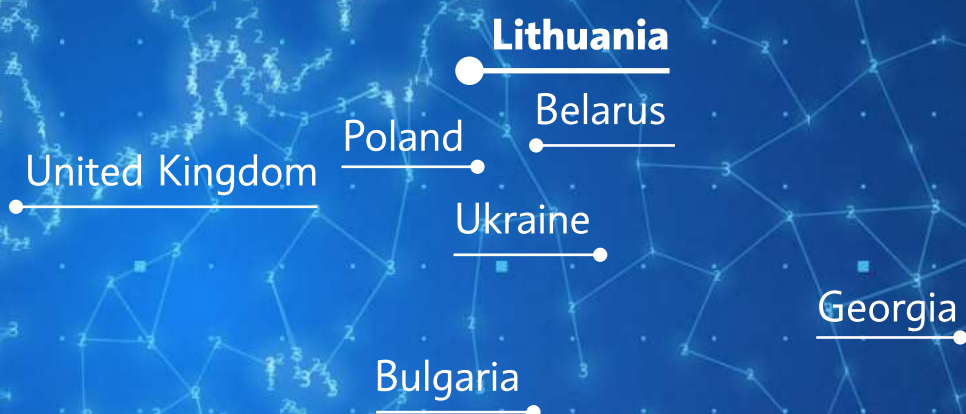 Lithuania
Belarus
Poland
United Kingdom
Ukraine
Georgia
Bulgaria